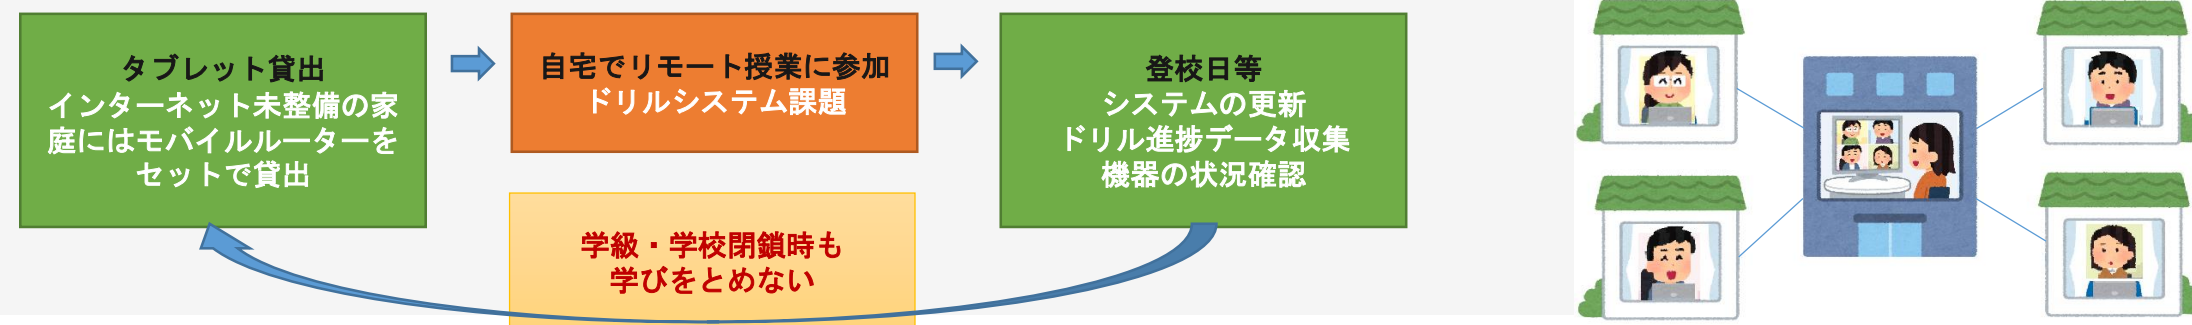 タブレット貸出
インターネット未整備の家
庭にはモバイルルーターを
セットで貸出
自宅でリモート授業に参加
ドリルシステム課題
登校日等
システムの更新
ドリル進捗データ収集
機器の状況確認
学級・学校閉鎖時も
学びをとめない